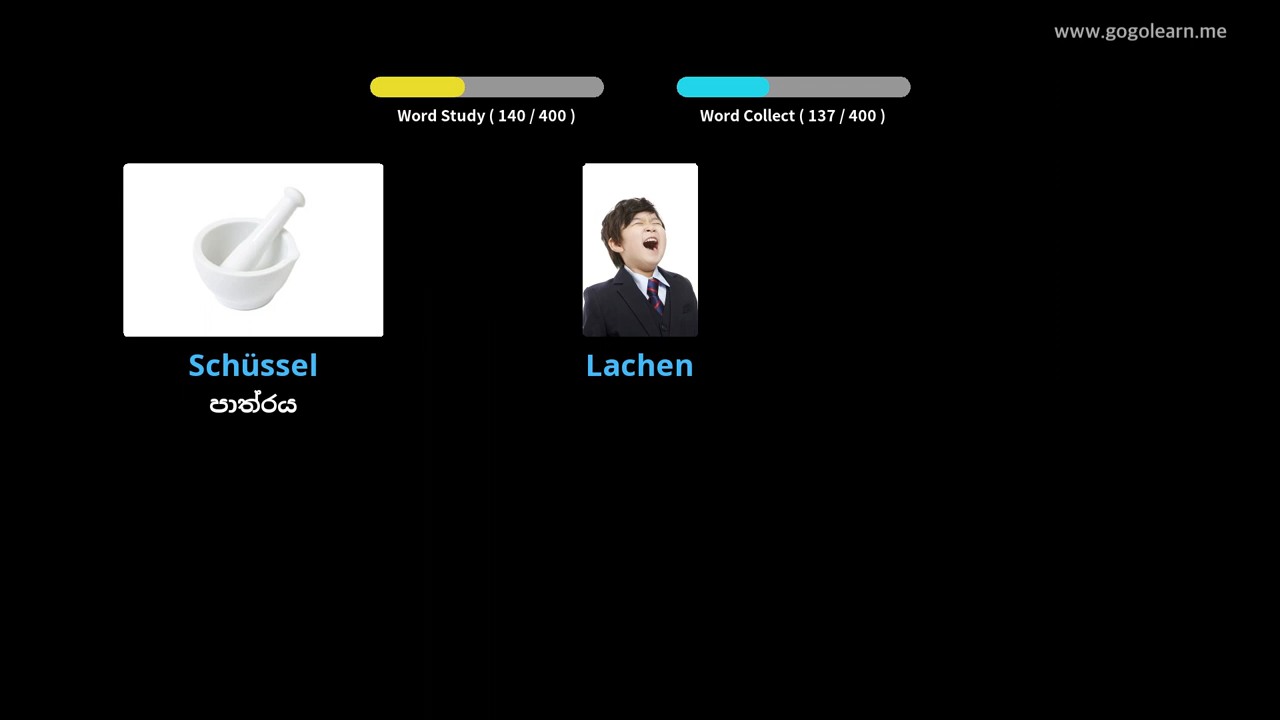 www.gogolearn.me
Word Study ( 140 / 400 )
Word Collect ( 137 / 400 )
Schüssel
පාත්රය
Lachen